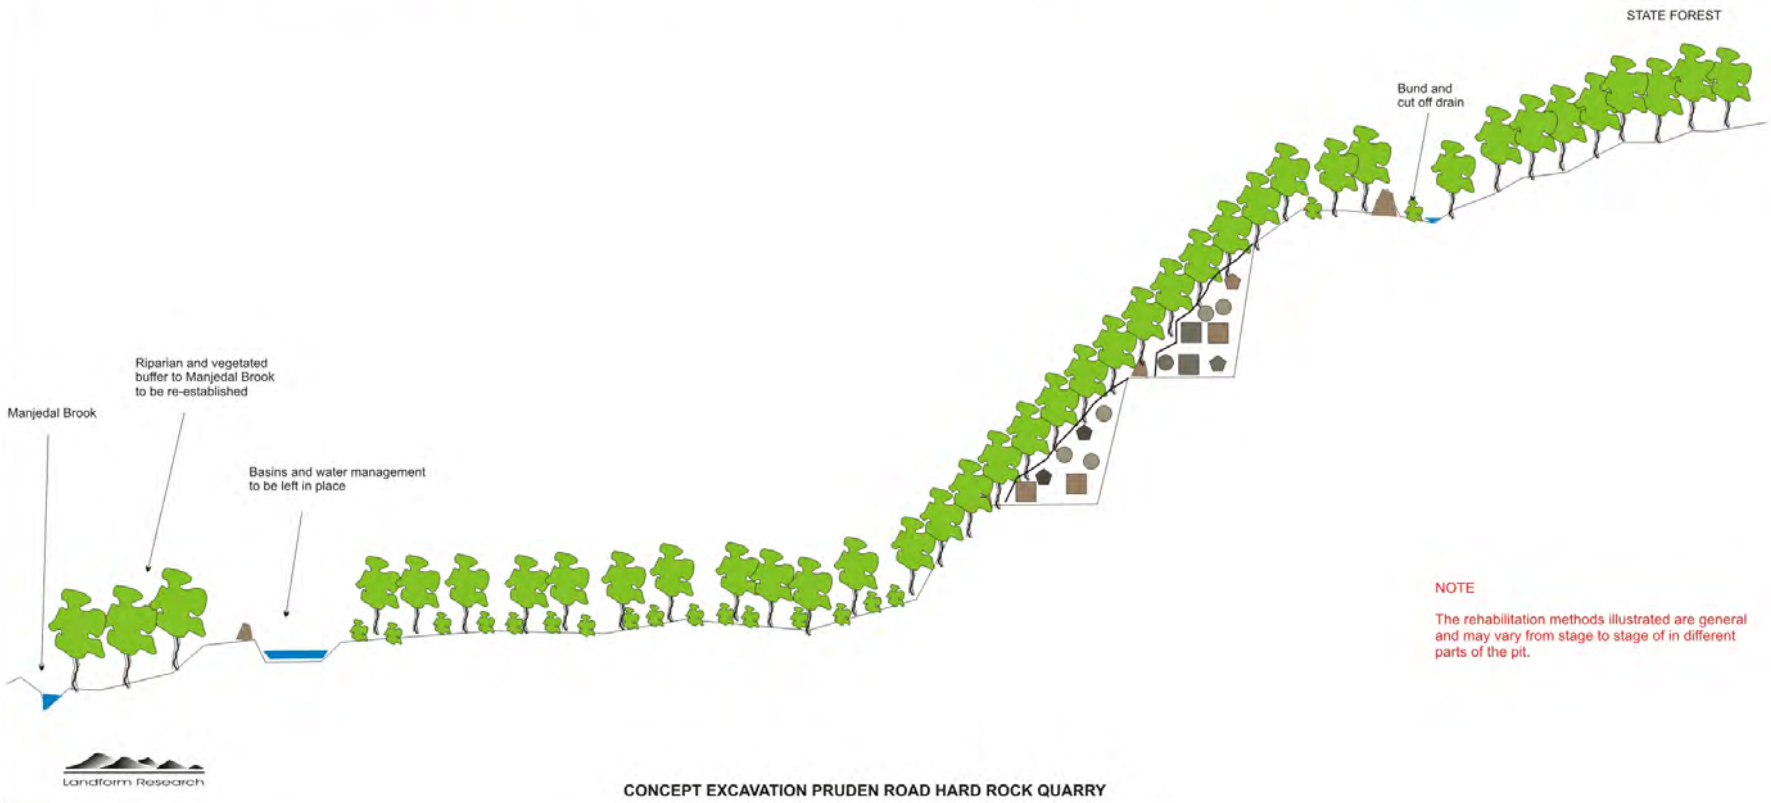 STATE FOREST
Bund and
cut off drain
Riparian and vegetated
buffer to Manjedal Brook
to be re-established
Manjedal Brook
Basins and water management
to be left in place
NOTE
The rehabilitation methods illustrated are general
and may vary from stage to stage of in different
parts of the pit.
Landform Research
CONCEPT EXCAVATION PRUDEN ROAD HARD ROCK QUARRY